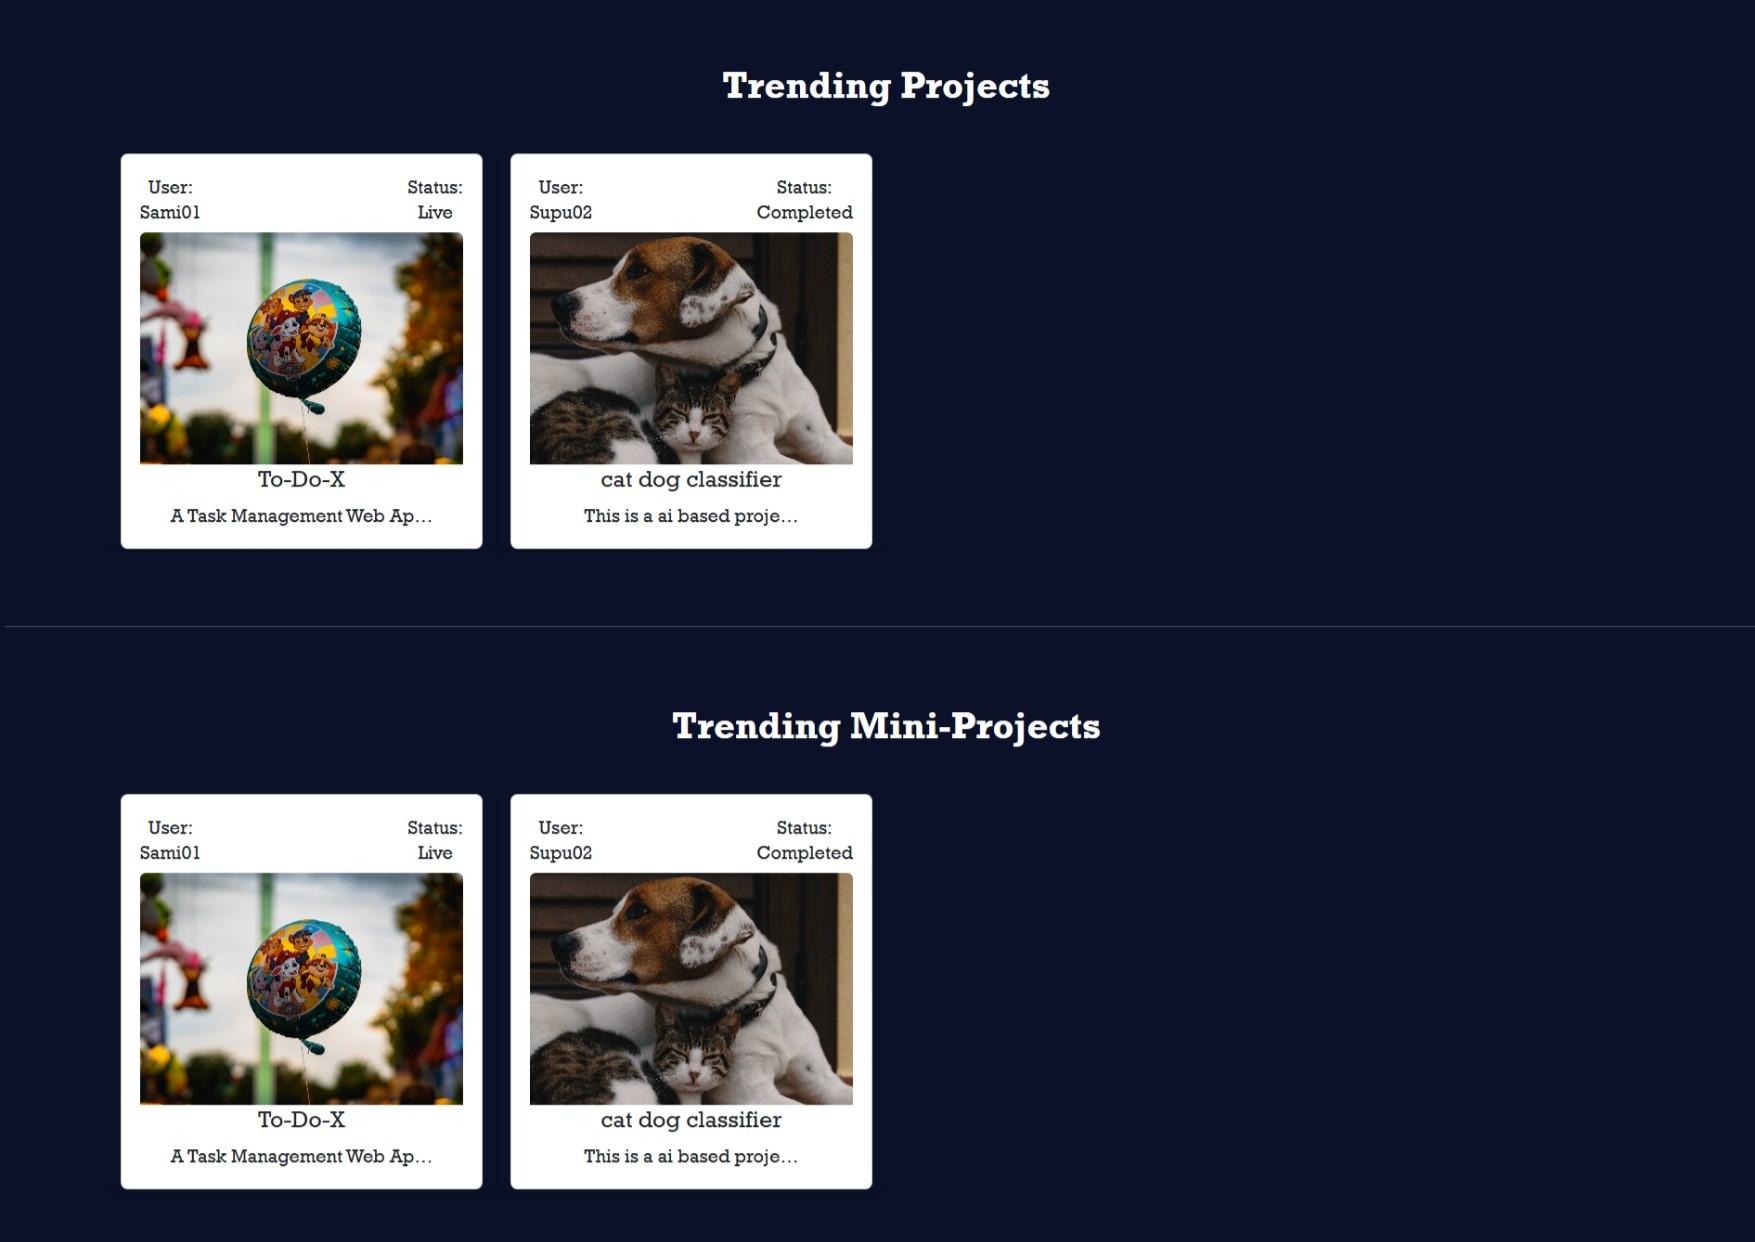 Trending Projects
User: Status:
Sami01 Live
To-Do-X
A Task Management Web Ap...
User: Status:
Supu02 Completed
cat dog classifier
This is a ai based proje...
Trending Mini-Projects
User: Status:
Sami01 Live
To-Do-X
A Task Management Web Ap...
User: Status:
Supu02 Completed
cat dog classifier
This is a ai based proje...